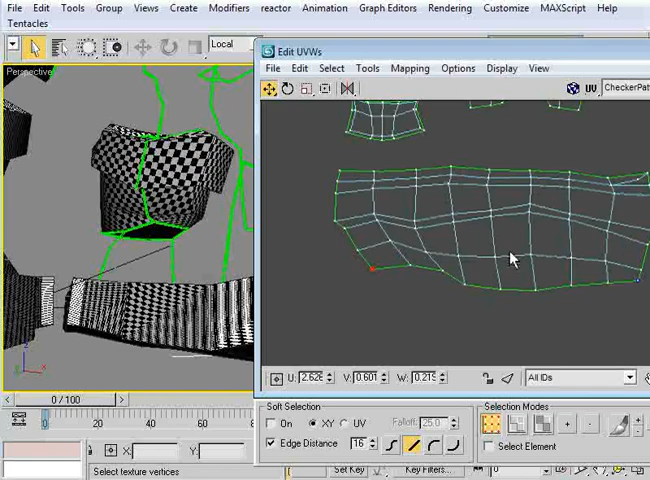 File Edit Tools Group Views Create Modifiers reactor Animation Graph Editors Rendering Customize MAXScript Help
Tentacles
Local
Perspective
Edit UVWs
File Edit Select Tools Mapping Options Display View
UV CheckerPat
U: 2.626 V: 0.601 W: 0.219 All IDs
0 / 100
0 20 40 60 80
Soft Selection Selection Modes
On XY UV Falloff: 25.0
Edge Distance 16
Select Element
X: Y:
Select texture vertices Set Key Key Filters... 0